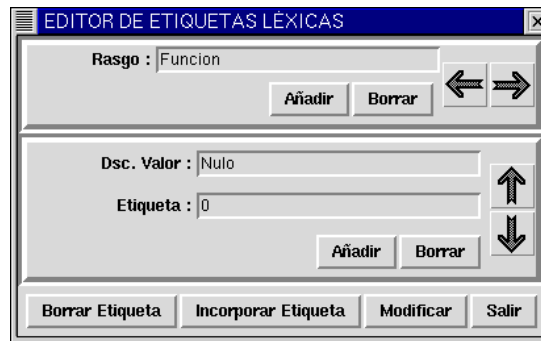 EDITOR DE ETIQUETAS LÉXICAS
Rasgo : Funcion
Añadir Borrar
Dsc. Valor : Nulo
Etiqueta : 0
Añadir Borrar
Borrar Etiqueta Incorporar Etiqueta Modificar Salir